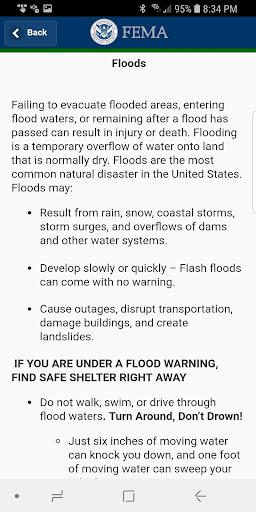 95% 8:34 PM
Back
FEMA
Floods
Failing to evacuate flooded areas, entering
flood waters, or remaining after a flood has
passed can result in injury or death. Flooding
is a temporary overflow of water onto land
that is normally dry. Floods are the most
common natural disaster in the United States.
Floods may:
• Result from rain, snow, coastal storms,
storm surges, and overflows of dams
and other water systems.
• Develop slowly or quickly – Flash floods
can come with no warning.
• Cause outages, disrupt transportation,
damage buildings, and create
landslides.
IF YOU ARE UNDER A FLOOD WARNING,
FIND SAFE SHELTER RIGHT AWAY
• Do not walk, swim, or drive through
flood waters. Turn Around, Don’t Drown!
◦ Just six inches of moving water
can knock you down, and one foot
of moving water can sweep your